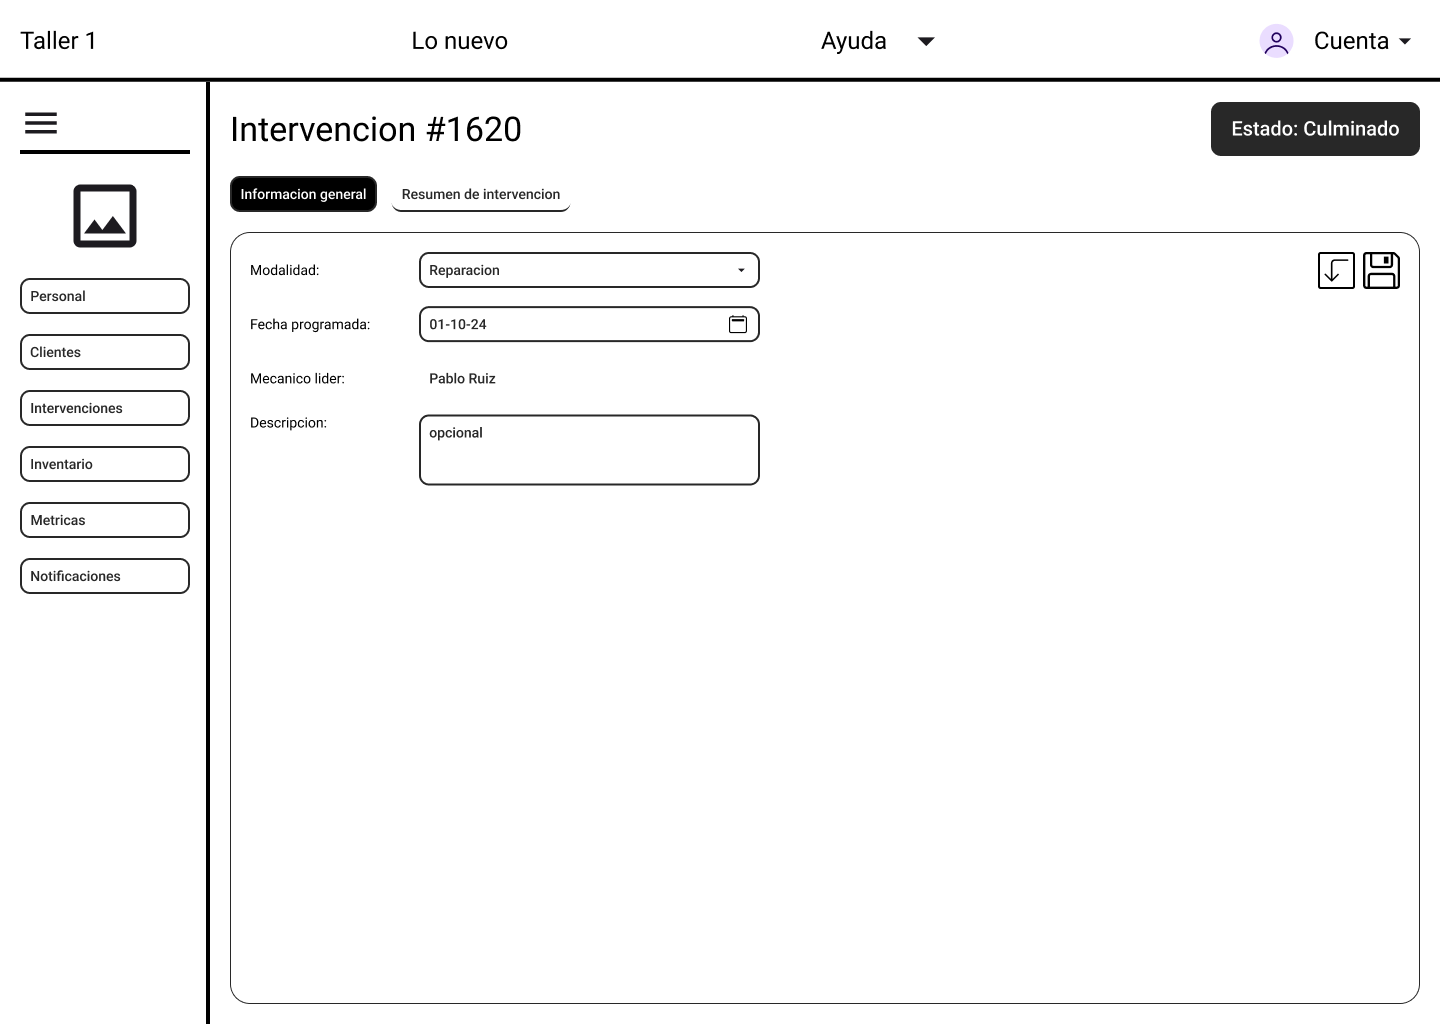 Taller 1
Lo nuevo
Ayuda
Cuenta
Intervencion #1620
Estado: Culminado
Informacion general
Resumen de intervencion
Personal
Clientes
Intervenciones
Inventario
Metricas
Notificaciones
Modalidad: Reparacion
Fecha programada: 01-10-24
Mecanico lider: Pablo Ruiz
Descripcion: opcional